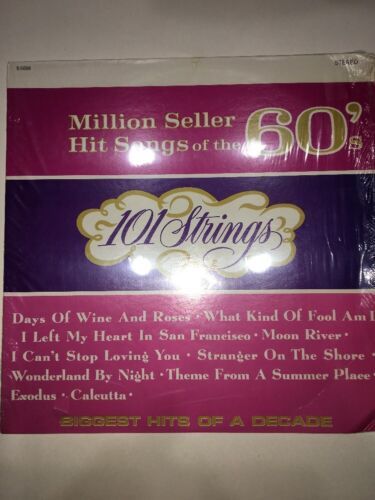 STEREO
Million Seller
Hit Songs of the 60's
101 Strings
Days Of Wine And Roses · What Kind Of Fool Am I
I Left My Heart In San Francisco · Moon River ·
I Can't Stop Loving You · Stranger On The Shore ·
Wonderland By Night · Theme From A Summer Place
Exodus · Calcutta ·
BIGGEST HITS OF A DECADE